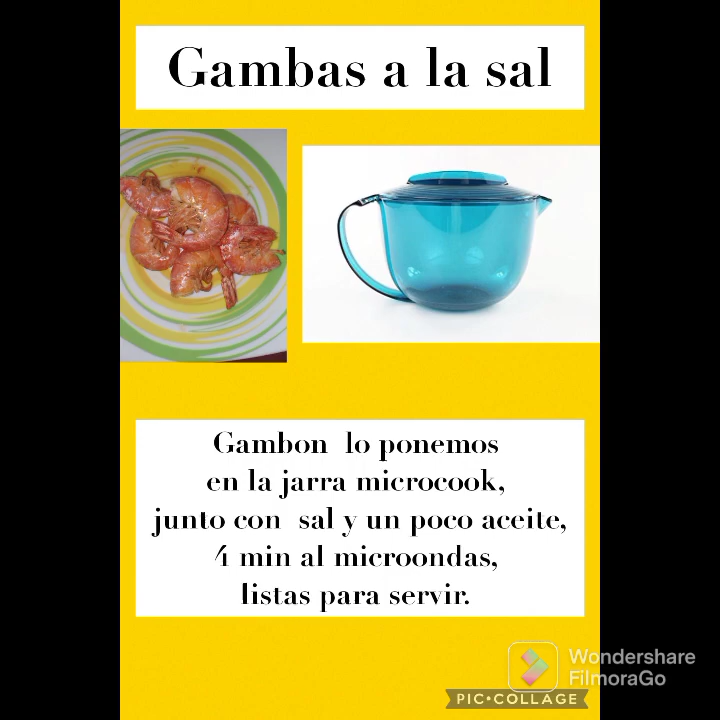 Gambas a la sal
Gambon lo ponemos
en la jarra microcook,
junto con sal y un poco aceite,
4 min al microondas,
listas para servir.
Wondershare
FilmoraGo
PIC•COLLAGE